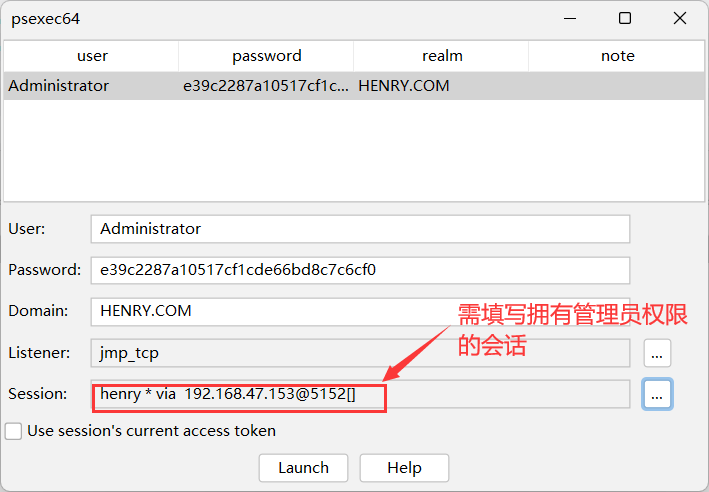 psexec64
user password realm note
Administrator e39c2287a10517cf1c... HENRY.COM
User: Administrator
Password: e39c2287a10517cf1cde66bd8c7c6cf0
Domain: HENRY.COM
需填写拥有管理员权限
的会话
Listener: jmp_tcp ...
Session: henry * via 192.168.47.153@5152[] ...
Use session's current access token
Launch Help